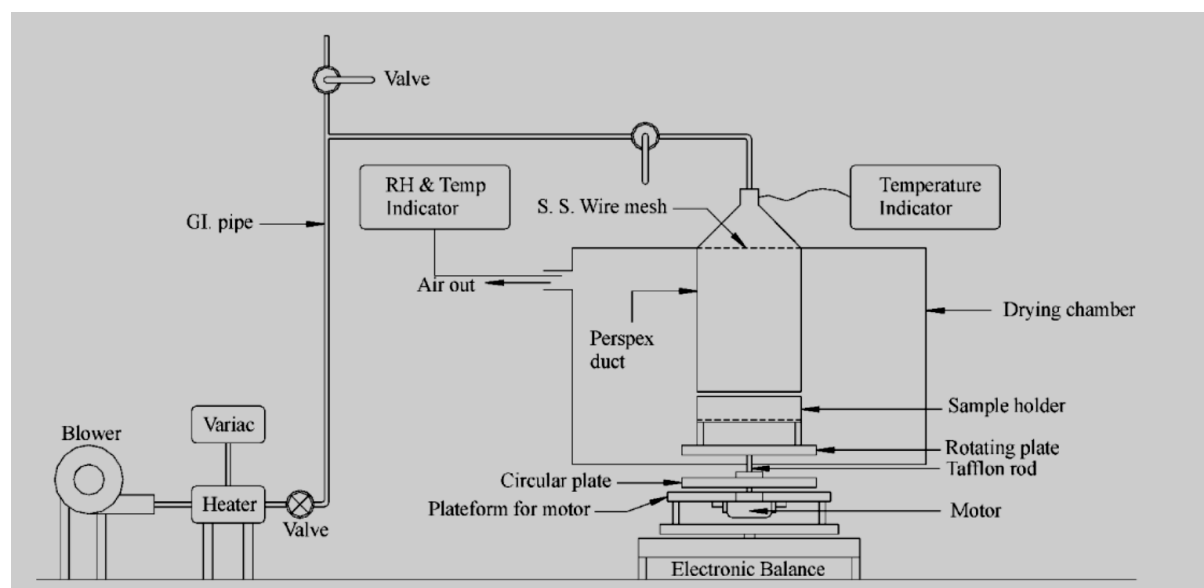 Valve
RH & Temp
Indicator
Temperature
Indicator
S. S. Wire mesh
GI. pipe
Air out
Drying chamber
Perspex
duct
Sample holder
Variac
Blower
Rotating plate
Tafflon rod
Circular plate
Heater
Plateform for motor
Motor
Valve
Electronic Balance